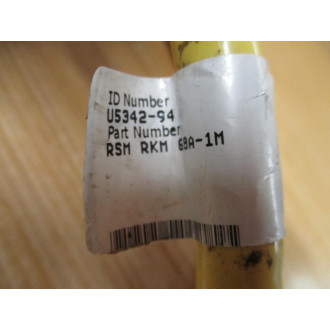 ID Number
U5342-94
Part Number
RSM RKM 68A-1M